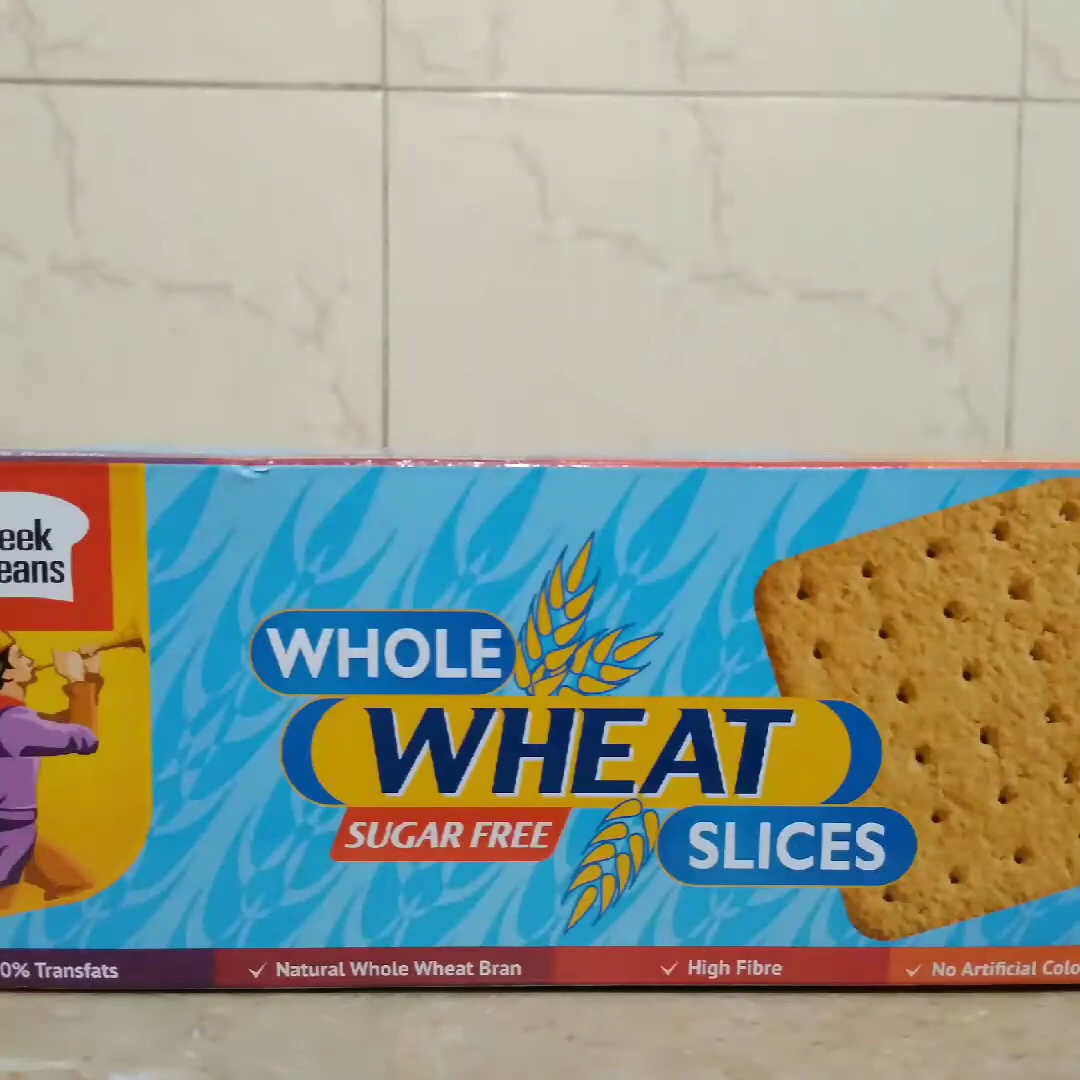 eek
eans
WHOLE
WHEAT
SUGAR FREE
SLICES
0% Transfats
✓ Natural Whole Wheat Bran
✓ High Fibre
✓ No Artificial Colo